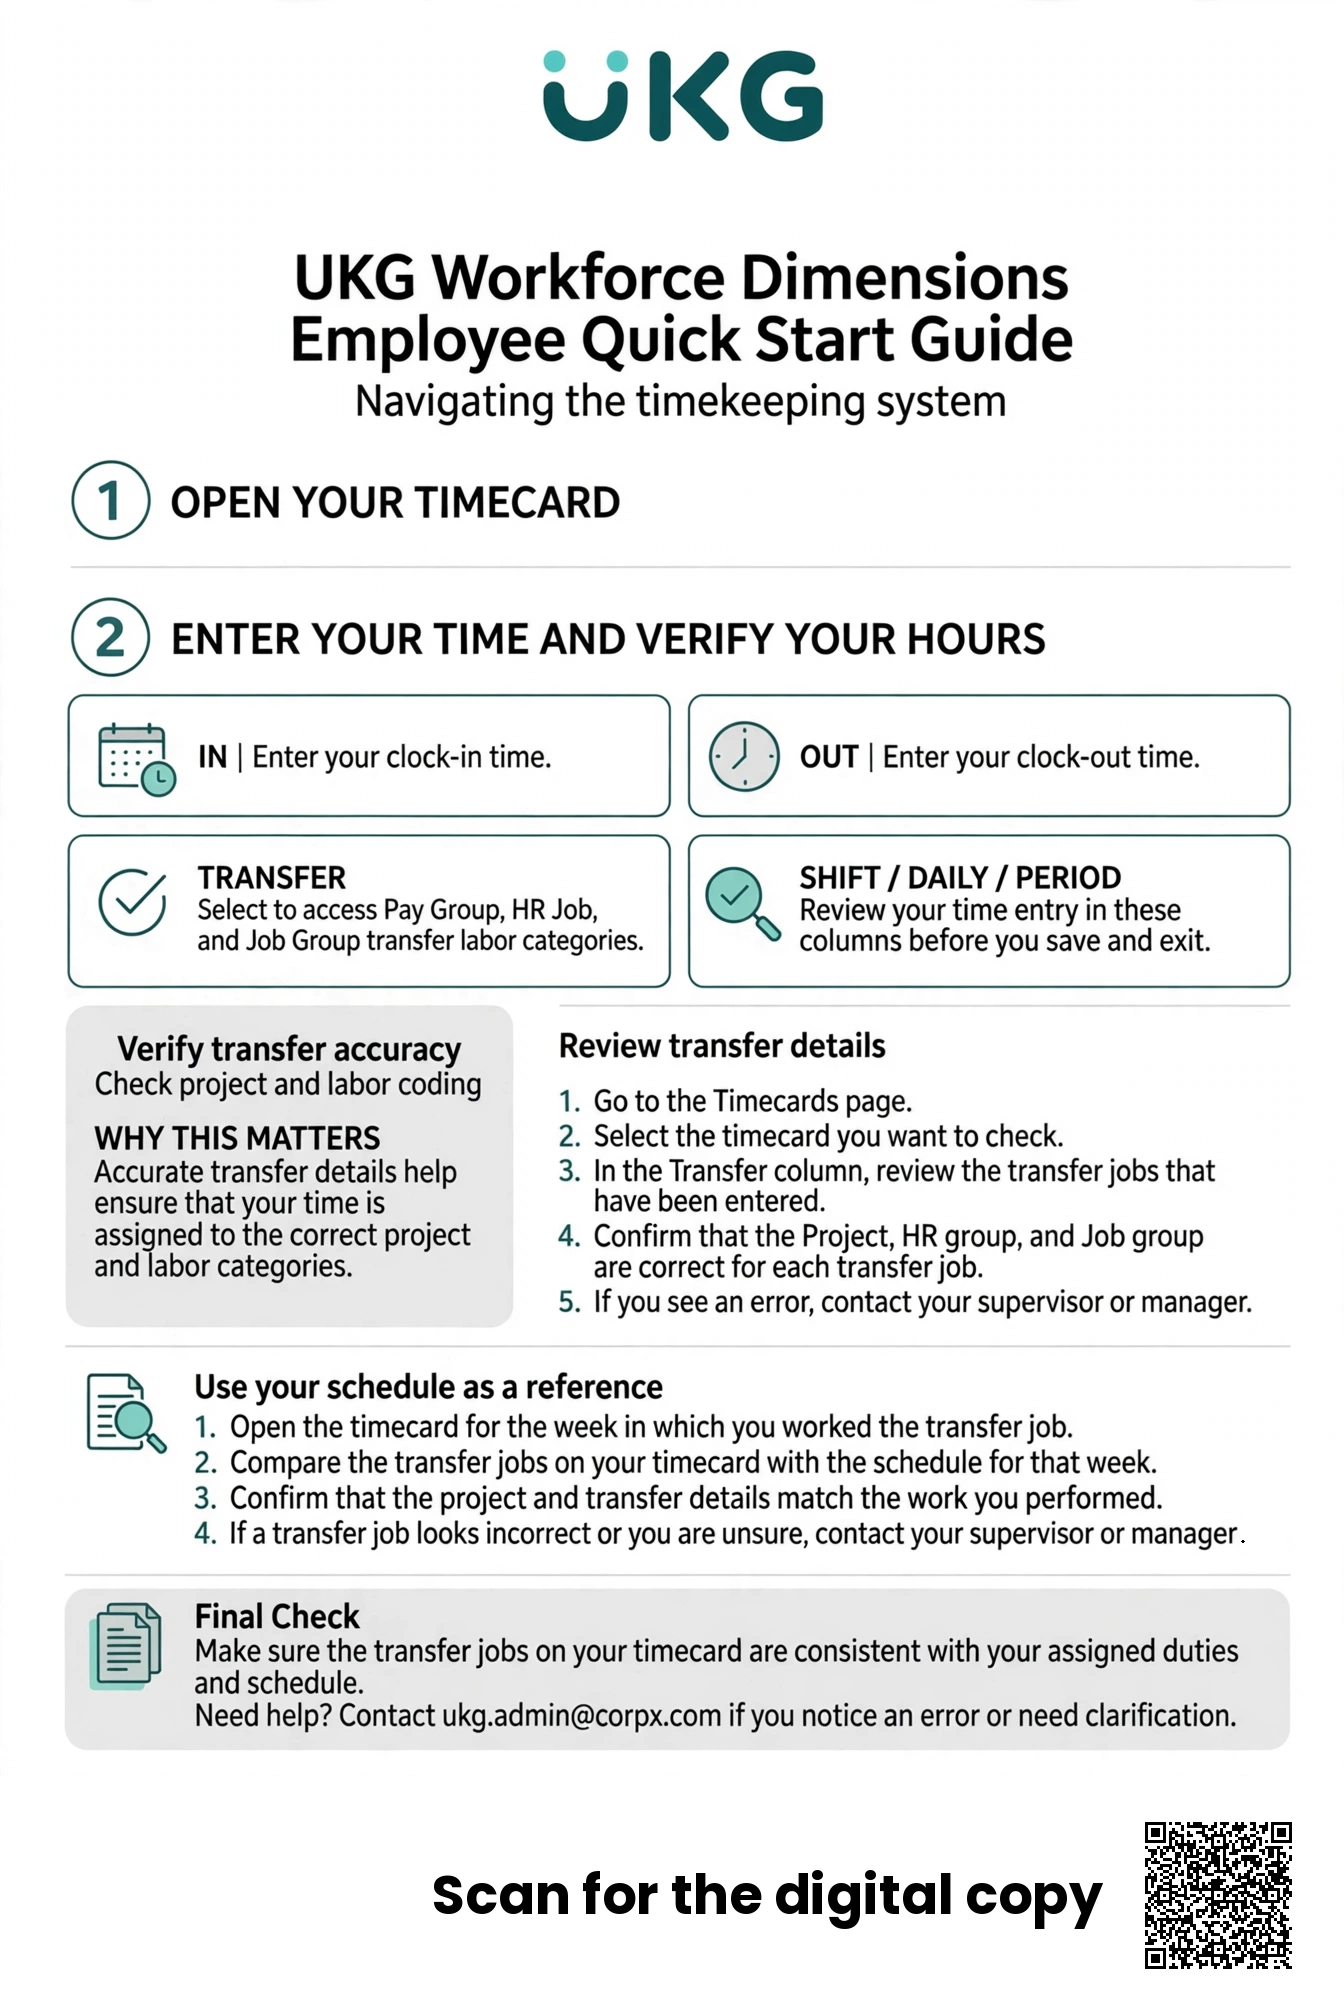 UKG
UKG Workforce Dimensions
Employee Quick Start Guide
Navigating the timekeeping system
1 OPEN YOUR TIMECARD
2 ENTER YOUR TIME AND VERIFY YOUR HOURS
IN | Enter your clock-in time.
OUT | Enter your clock-out time.
TRANSFER
Select to access Pay Group, HR Job,
and Job Group transfer labor categories.
SHIFT / DAILY / PERIOD
Review your time entry in these
columns before you save and exit.
Verify transfer accuracy
Check project and labor coding
WHY THIS MATTERS
Accurate transfer details help
ensure that your time is
assigned to the correct project
and labor categories.
Review transfer details
1. Go to the Timecards page.
2. Select the timecard you want to check.
3. In the Transfer column, review the transfer jobs that
have been entered.
4. Confirm that the Project, HR group, and Job group
are correct for each transfer job.
5. If you see an error, contact your supervisor or manager.
Use your schedule as a reference
1. Open the timecard for the week in which you worked the transfer job.
2. Compare the transfer jobs on your timecard with the schedule for that week.
3. Confirm that the project and transfer details match the work you performed.
4. If a transfer job looks incorrect or you are unsure, contact your supervisor or manager.
Final Check
Make sure the transfer jobs on your timecard are consistent with your assigned duties
and schedule.
Need help? Contact ukg.admin@corpx.com if you notice an error or need clarification.
Scan for the digital copy